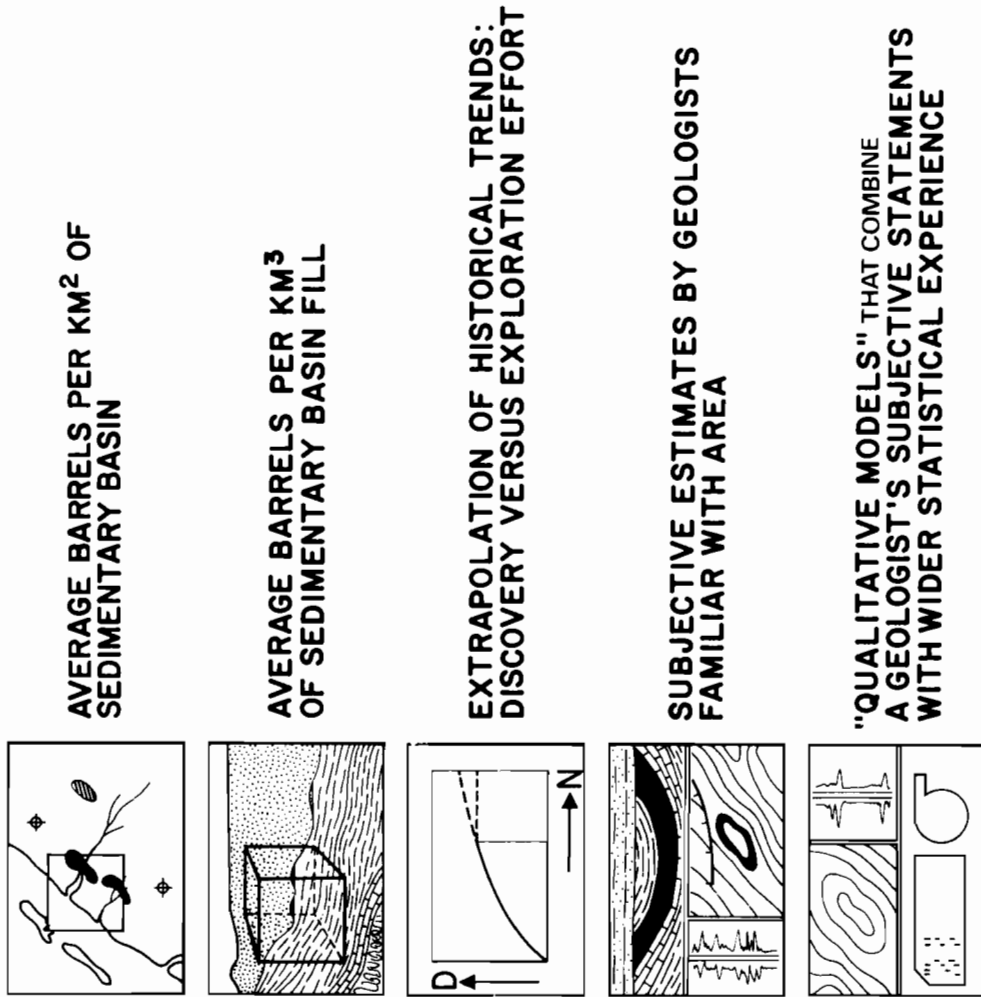 AVERAGE BARRELS PER KM² OF
SEDIMENTARY BASIN
AVERAGE BARRELS PER KM³
OF SEDIMENTARY BASIN FILL
D
N
EXTRAPOLATION OF HISTORICAL TRENDS:
DISCOVERY VERSUS EXPLORATION EFFORT
SUBJECTIVE ESTIMATES BY GEOLOGISTS
FAMILIAR WITH AREA
"QUALITATIVE MODELS" THAT COMBINE
A GEOLOGIST'S SUBJECTIVE STATEMENTS
WITH WIDER STATISTICAL EXPERIENCE